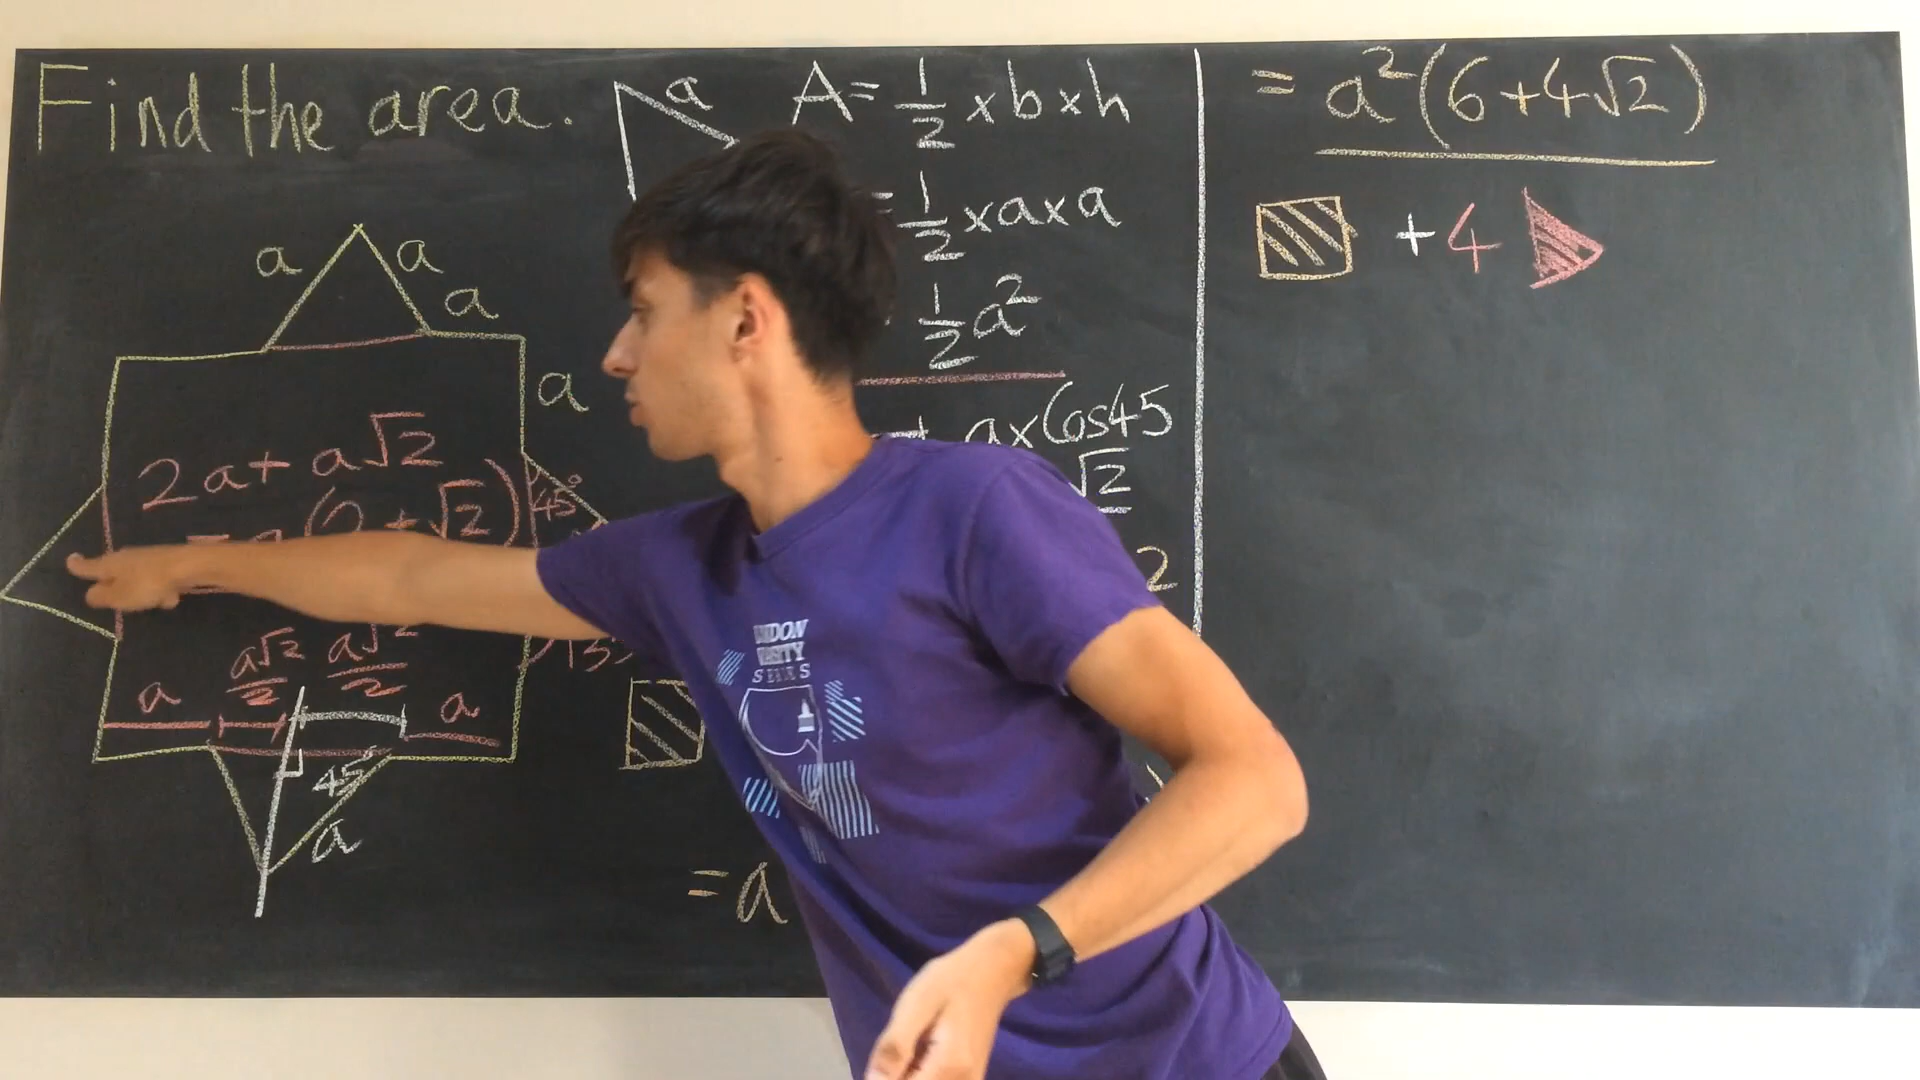 Find the area.
a
a
a
a
2a + a√2
= a(2 + √2)
45°
135
a√2/2
a√2/2
a
a
45°
a
a
A = 1/2 × b × h
= 1/2 × a × a
1/2 a²
a × Cos45
√2
2
= a
= a²(6 + 4√2)
+ 4